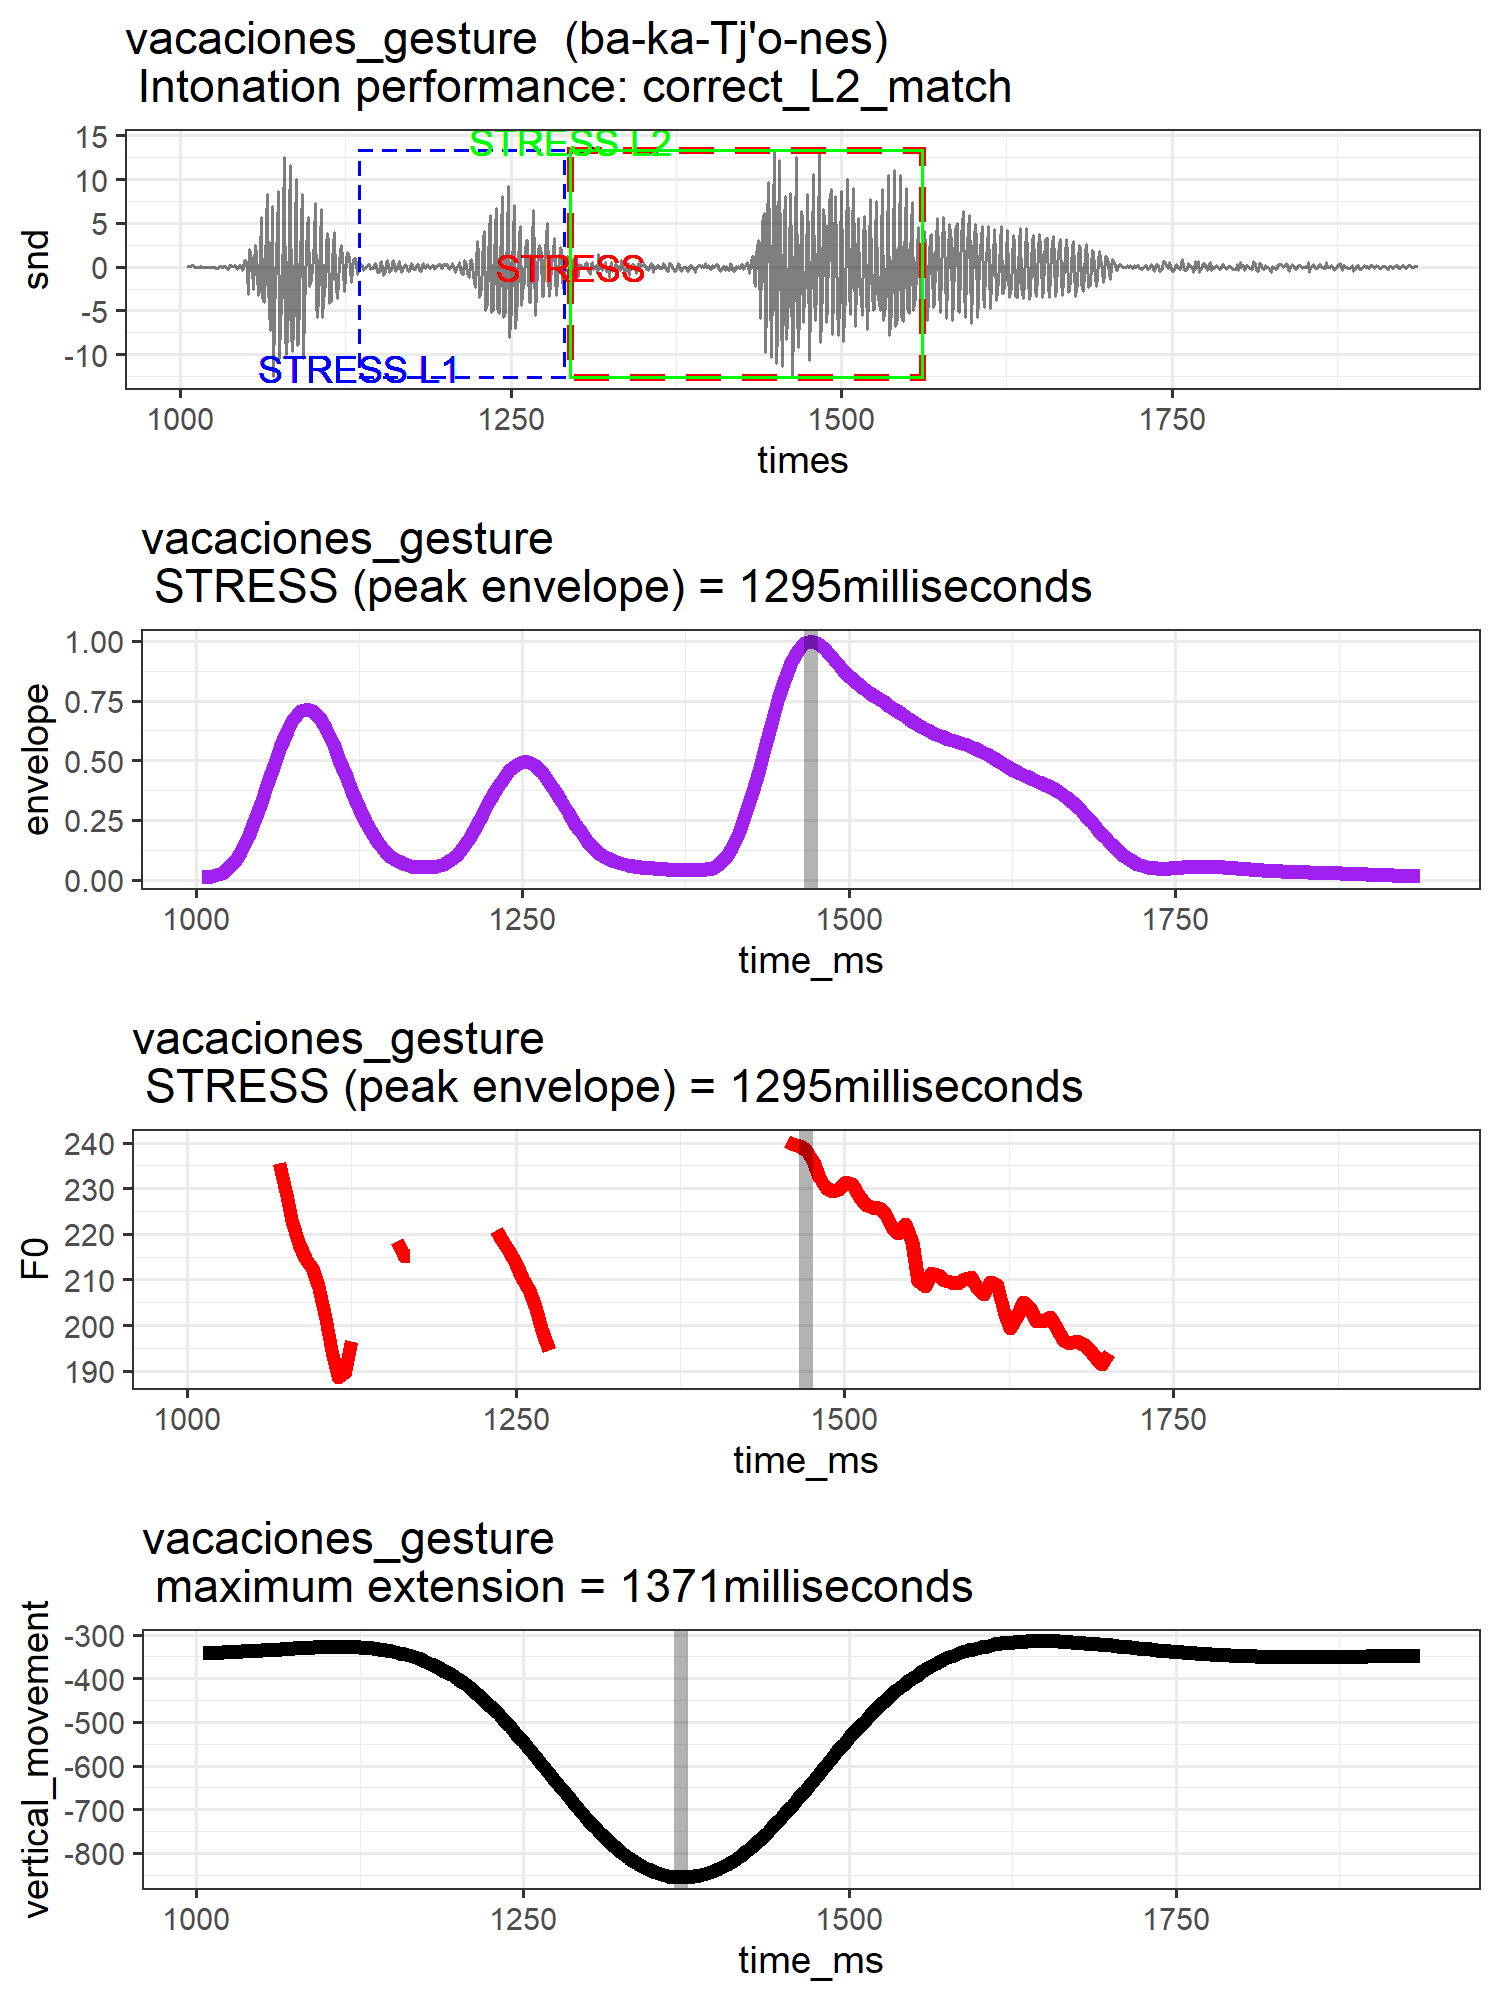 vacaciones_gesture  (ba-ka-Tj'o-nes)
Intonation performance: correct_L2_match
15
10
5
0
-5
-10
snd
STRESS L2
STRESS
STRESS L1
1000 1250 1500 1750
times
vacaciones_gesture
STRESS (peak envelope) = 1295milliseconds
1.00
0.75
0.50
0.25
0.00
envelope
1000 1250 1500 1750
time_ms
vacaciones_gesture
STRESS (peak envelope) = 1295milliseconds
240
230
220
210
200
190
F0
1000 1250 1500 1750
time_ms
vacaciones_gesture
maximum extension = 1371milliseconds
-300
-400
-500
-600
-700
-800
vertical_movement
1000 1250 1500 1750
time_ms